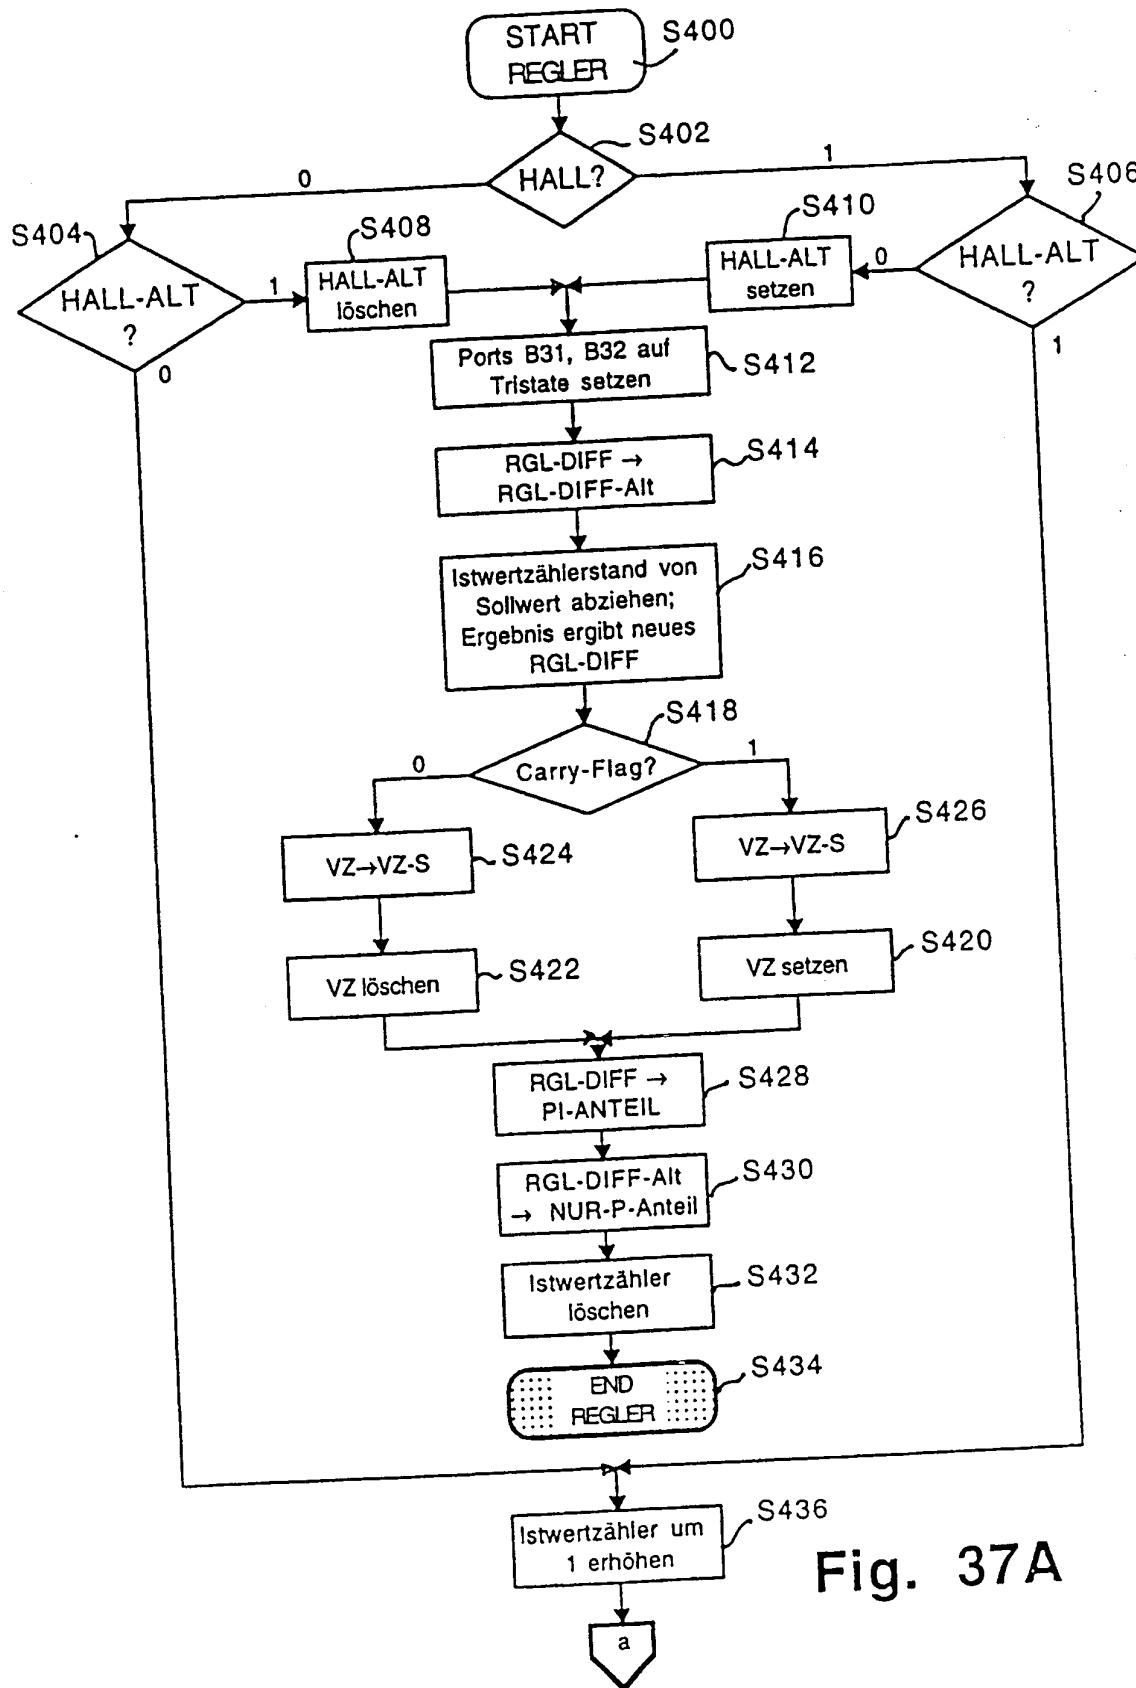 START
REGLER
S400
HALL?
S402
0
1
S404
HALL-ALT
?
1
0
S408
HALL-ALT
löschen
S410
HALL-ALT
setzen
0
S406
HALL-ALT
?
1
Ports B31, B32 auf
Tristate setzen
S412
RGL-DIFF →
RGL-DIFF-Alt
S414
Istwertzählerstand von
Sollwert abziehen;
Ergebnis ergibt neues
RGL-DIFF
S416
Carry-Flag?
S418
0
1
VZ→VZ-S
S424
VZ→VZ-S
S426
VZ löschen
S422
VZ setzen
S420
RGL-DIFF →
PI-ANTEIL
S428
RGL-DIFF-Alt
→ NUR-P-Anteil
S430
Istwertzähler
löschen
S432
END
REGLER
S434
Istwertzähler um
1 erhöhen
S436
a
Fig. 37A